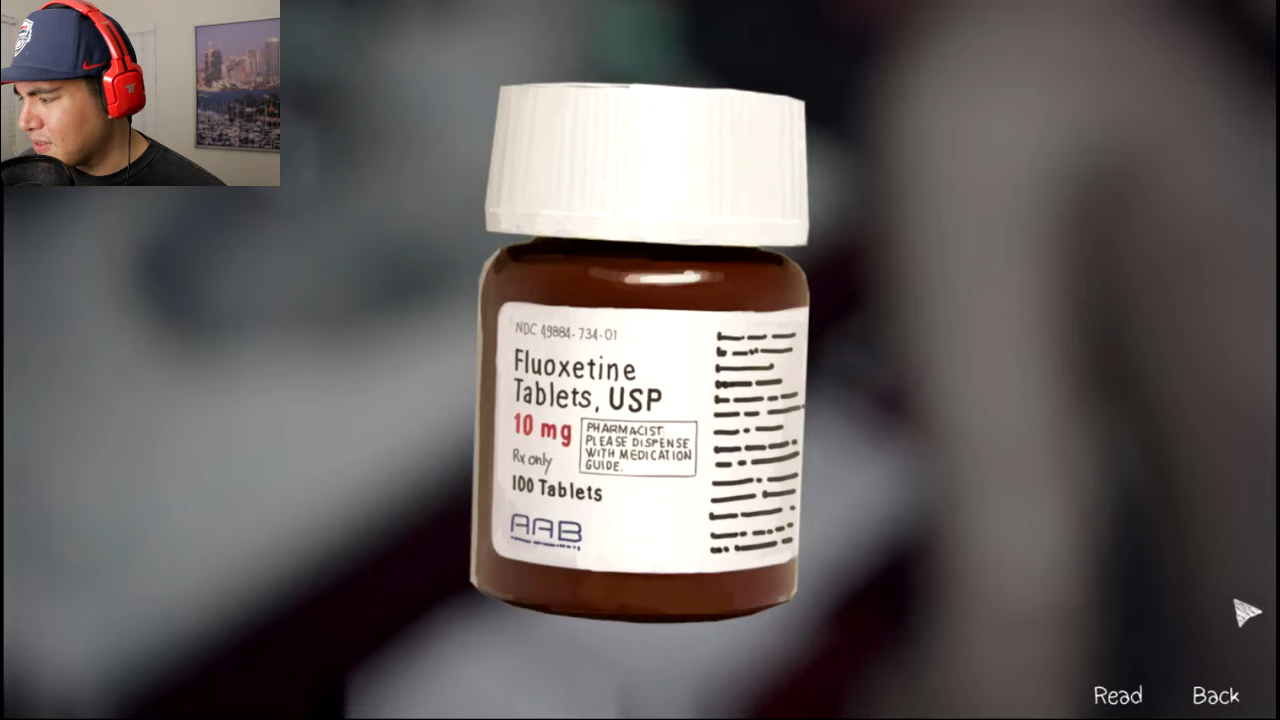 NDC 49884-734-01
Fluoxetine
Tablets, USP
10 mg
PHARMACIST:
PLEASE DISPENSE
WITH MEDICATION
GUIDE.
Rx only
100 Tablets
AAB
Read
Back